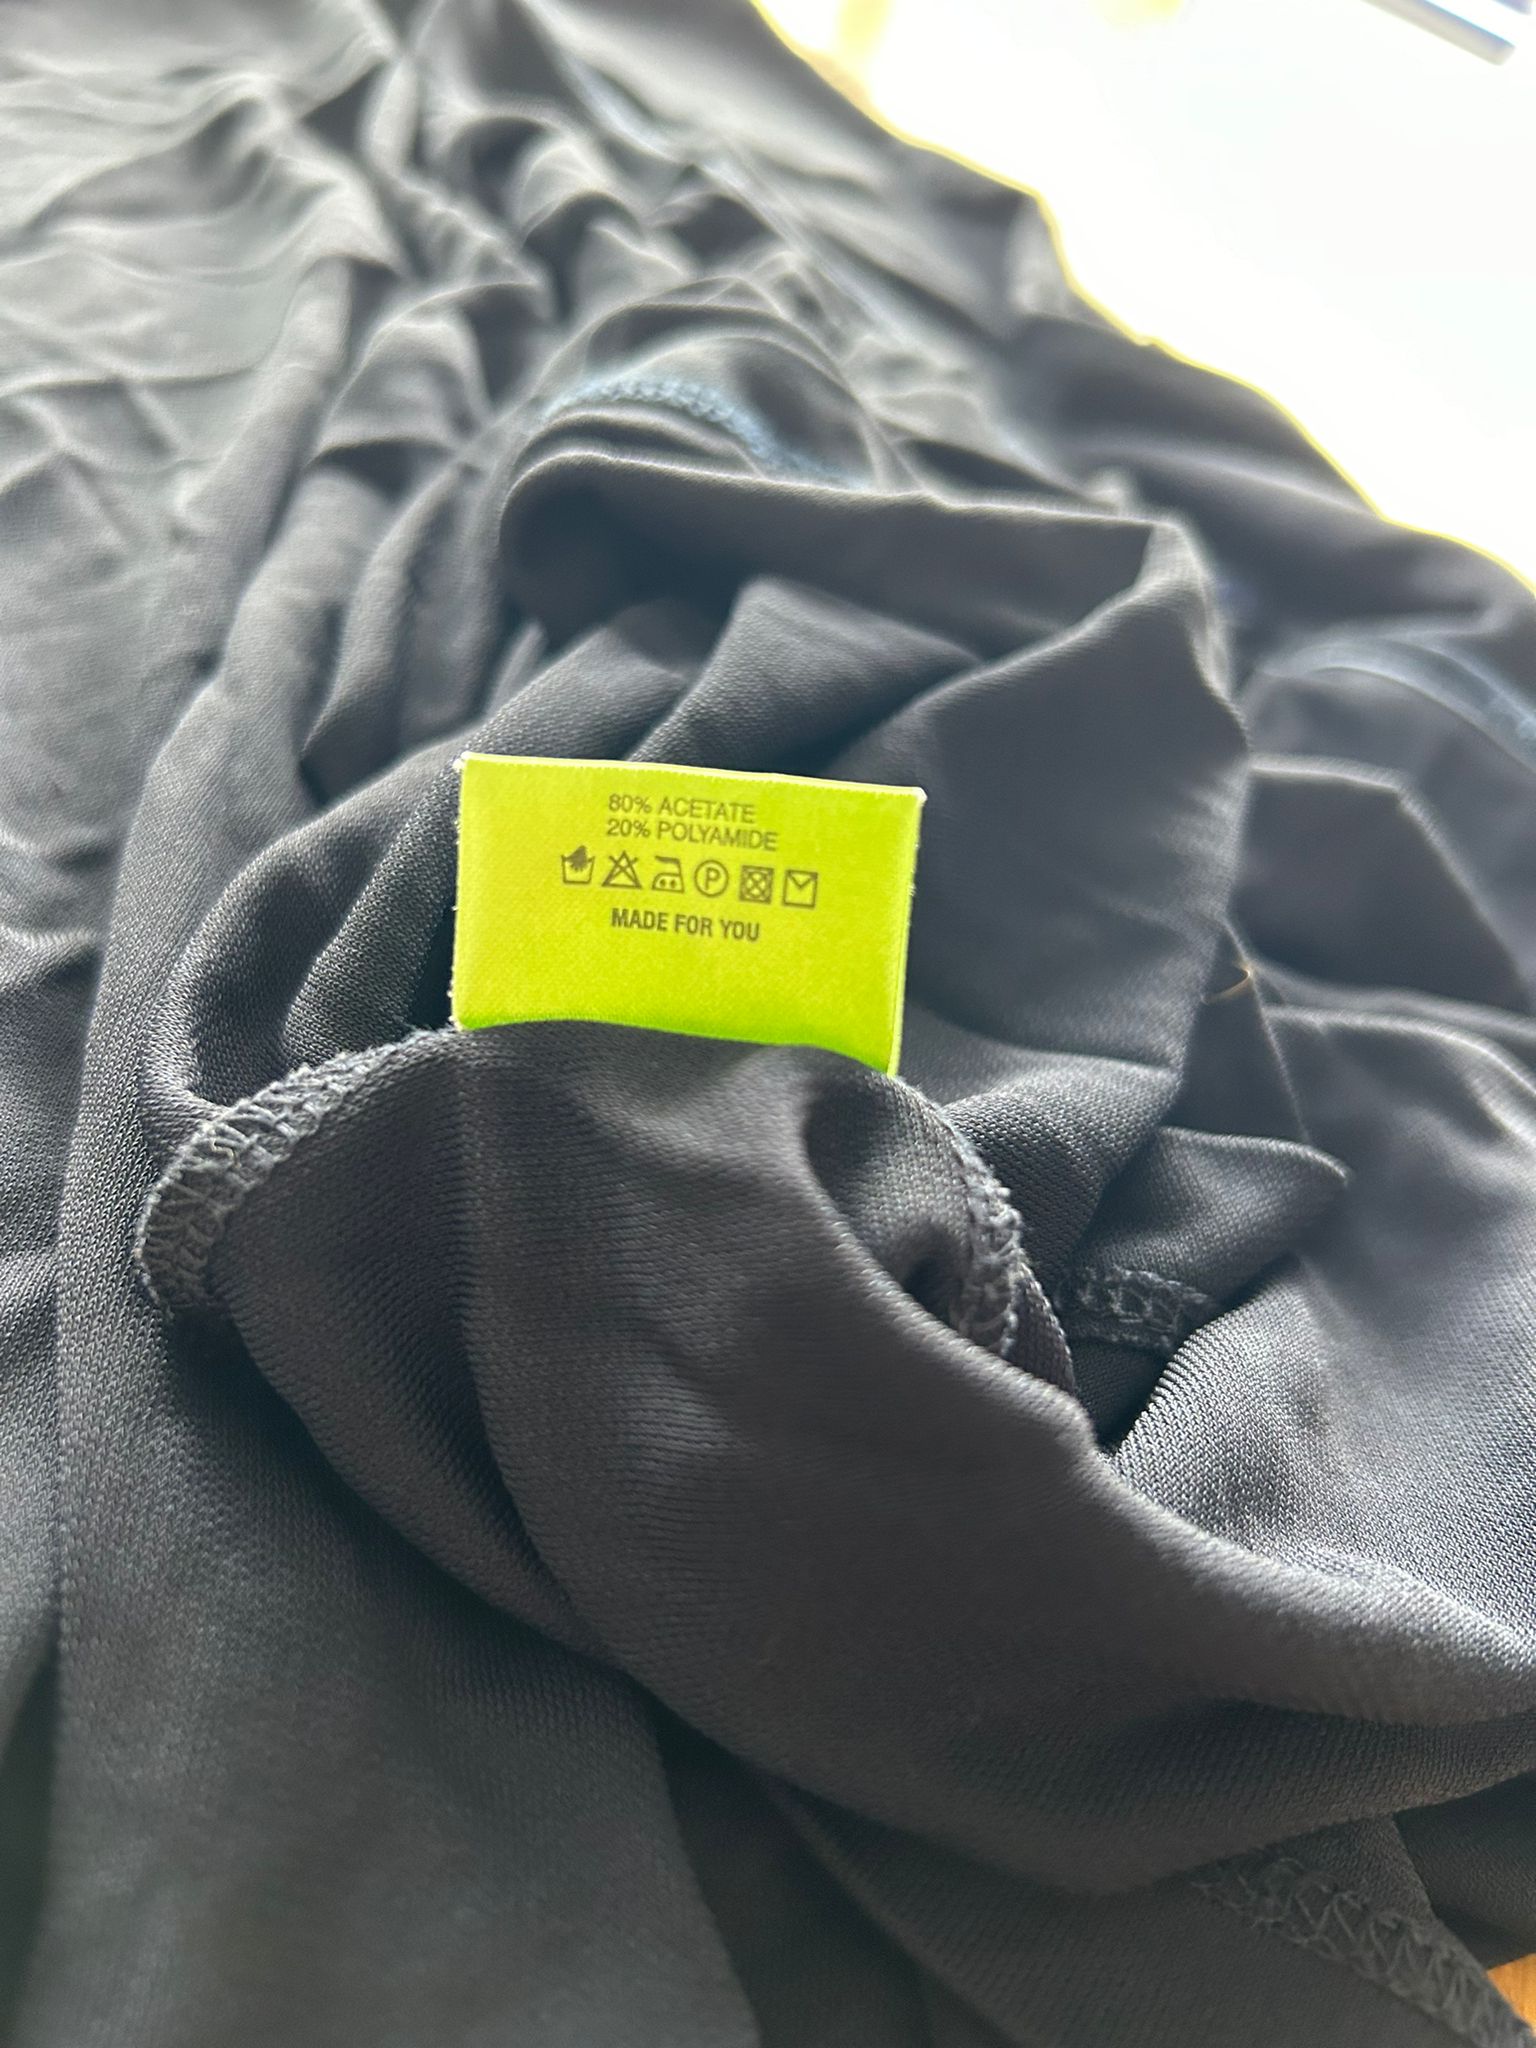 80% ACETATE
20% POLYAMIDE
P
MADE FOR YOU